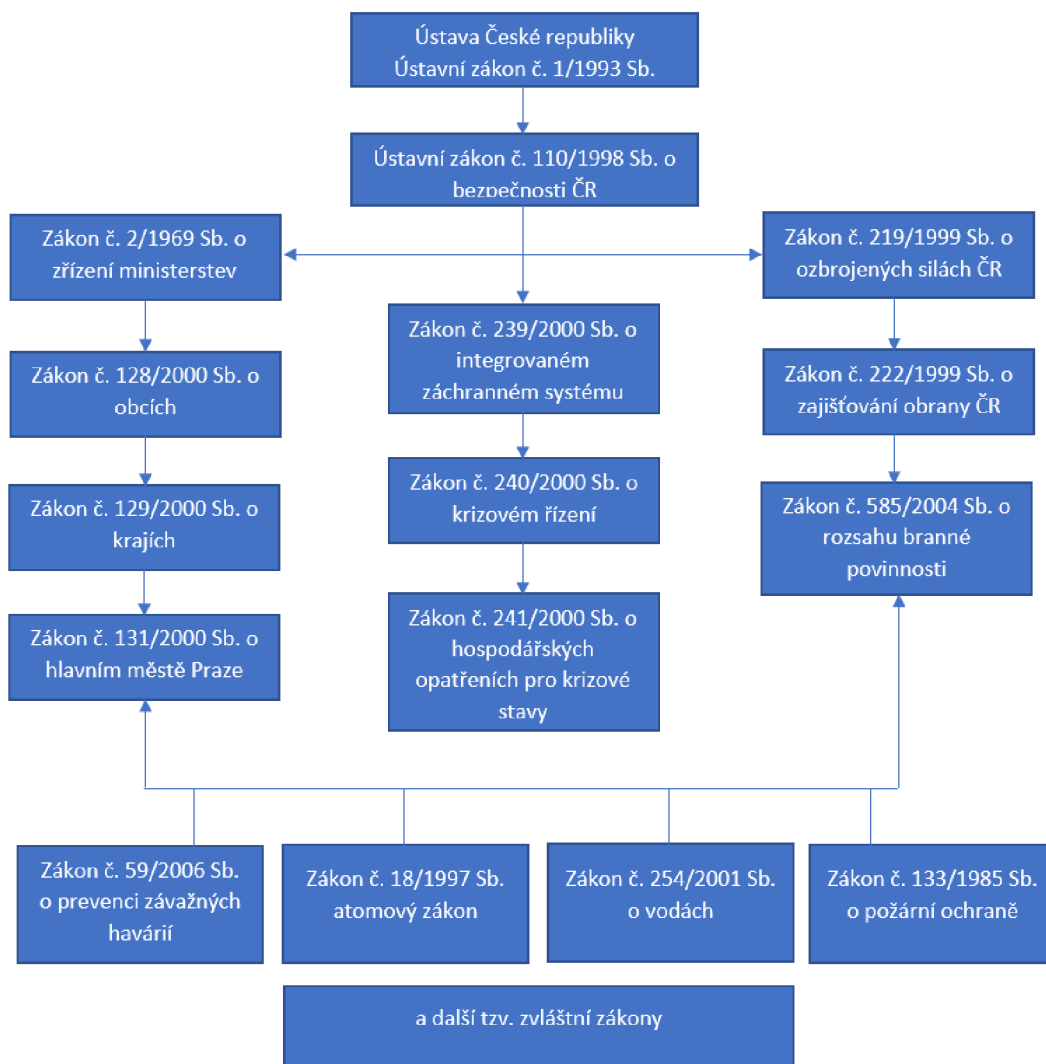 Ústava České republiky
Ústavní zákon č. 1/1993 Sb.
Ústavní zákon č. 110/1998 Sb. o
bezpečnosti ČR
Zákon č. 2/1969 Sb. o
zřízení ministerstev
Zákon č. 219/1999 Sb. o
ozbrojených silách ČR
Zákon č. 239/2000 Sb. o
integrovaném
záchranném systému
Zákon č. 128/2000 Sb. o
obcích
Zákon č. 222/1999 Sb. o
zajišťování obrany ČR
Zákon č. 240/2000 Sb. o
krizovém řízení
Zákon č. 129/2000 Sb. o
krajích
Zákon č. 585/2004 Sb. o
rozsahu branné
povinnosti
Zákon č. 241/2000 Sb. o
hospodářských
opatřeních pro krizové
stavy
Zákon č. 131/2000 Sb. o
hlavním městě Praze
Zákon č. 59/2006 Sb.
o prevenci závažných
havárií
Zákon č. 18/1997 Sb.
atomový zákon
Zákon č. 254/2001 Sb.
o vodách
Zákon č. 133/1985 Sb.
o požární ochraně
a další tzv. zvláštní zákony